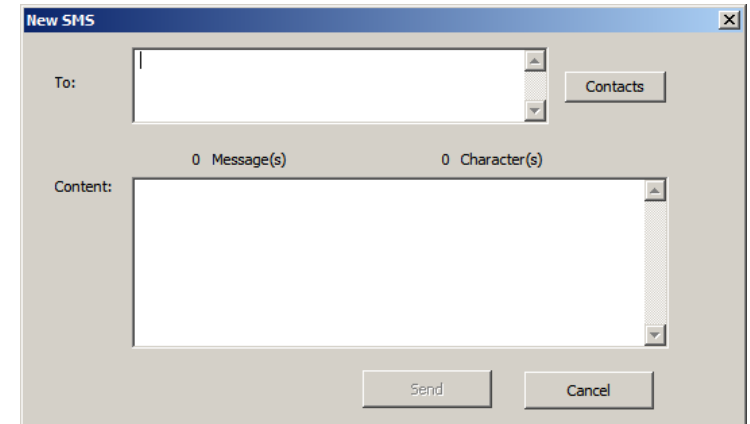 New SMS
To:
Contacts
0 Message(s) 0 Character(s)
Content:
Send Cancel